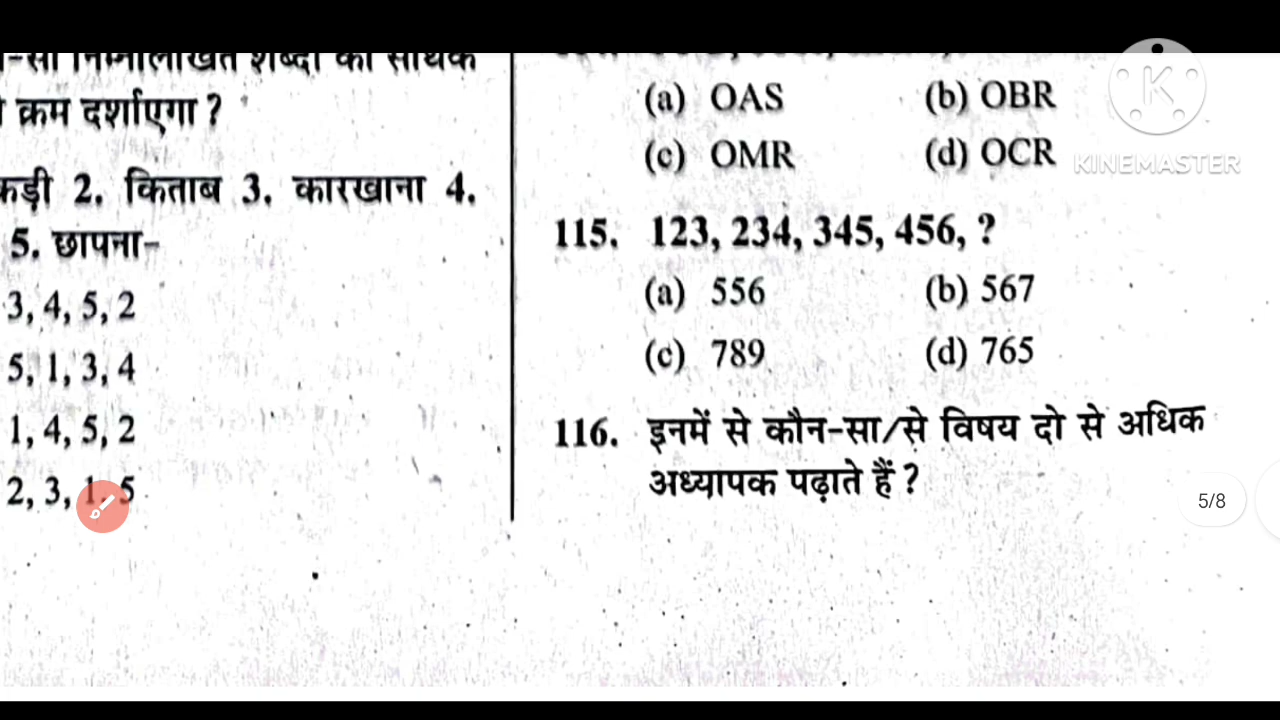 क्रम दर्शाएगा ?
2. किताब 3. कारखाना 4.
5. छापना-
3, 4, 5, 2
5, 1, 3, 4
1, 4, 5, 2
2, 3, 1, 5
(a) OAS (b) OBR
(c) OMR (d) OCR
115. 123, 234, 345, 456, ?
(a) 556 (b) 567
(c) 789 (d) 765
116. इनमें से कौन-सा/से विषय दो से अधिक
अध्यापक पढ़ाते हैं ?
K
KINEMASTER
5/8